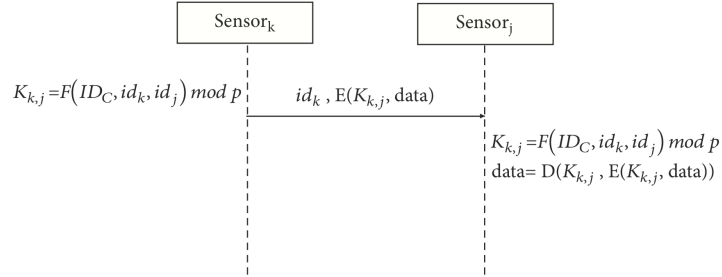 Sensor_k
Sensor_j
K_{k,j} =F(ID_C, id_k, id_j) mod p
id_k , E(K_{k,j}, data)
K_{k,j} =F(ID_C, id_k, id_j) mod p
data= D(K_{k,j} , E(K_{k,j}, data))